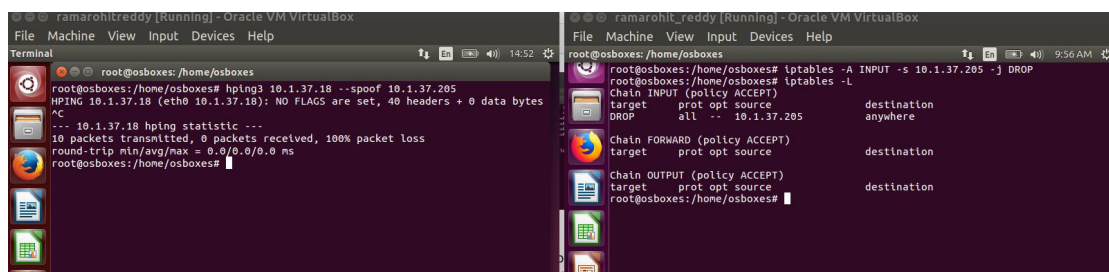 ramarohitreddy [Running] - Oracle VM VirtualBox
File Machine View Input Devices Help
Terminal
En
14:52
root@osboxes: /home/osboxes
root@osboxes:/home/osboxes# hping3 10.1.37.18 --spoof 10.1.37.205
HPING 10.1.37.18 (eth0 10.1.37.18): NO FLAGS are set, 40 headers + 0 data bytes
^C
--- 10.1.37.18 hping statistic ---
10 packets transmitted, 0 packets received, 100% packet loss
round-trip min/avg/max = 0.0/0.0/0.0 ms
root@osboxes:/home/osboxes#
ramarohit_reddy [Running] - Oracle VM VirtualBox
File Machine View Input Devices Help
root@osboxes: /home/osboxes
En
9:56 AM
root@osboxes:/home/osboxes# iptables -A INPUT -s 10.1.37.205 -j DROP
root@osboxes:/home/osboxes# iptables -L
Chain INPUT (policy ACCEPT)
target prot opt source destination
DROP all -- 10.1.37.205 anywhere
Chain FORWARD (policy ACCEPT)
target prot opt source destination
Chain OUTPUT (policy ACCEPT)
target prot opt source destination
root@osboxes:/home/osboxes#